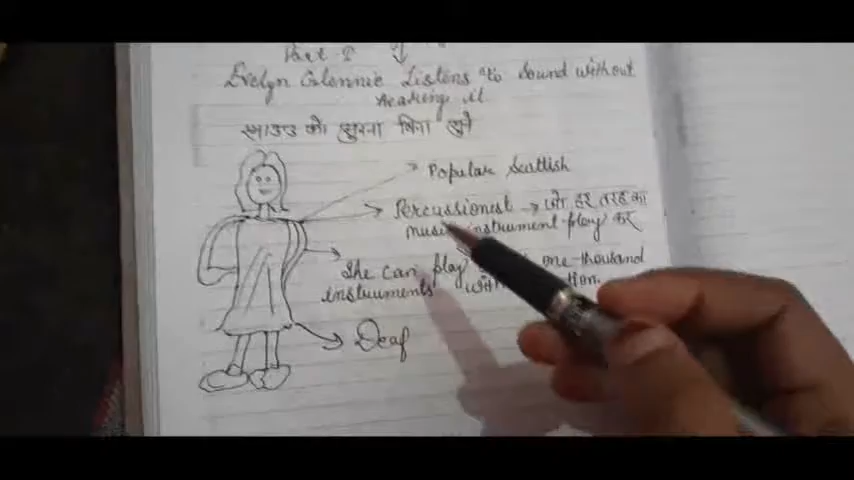 Part I
Evelyn Glennie Listens to Sound without
hearing it
साउंड को सुनना बिना सुने
Popular Scottish
Percussionist → जो हर तरह का
music instrument play कर
She can play one-thousand
instruments with
Deaf